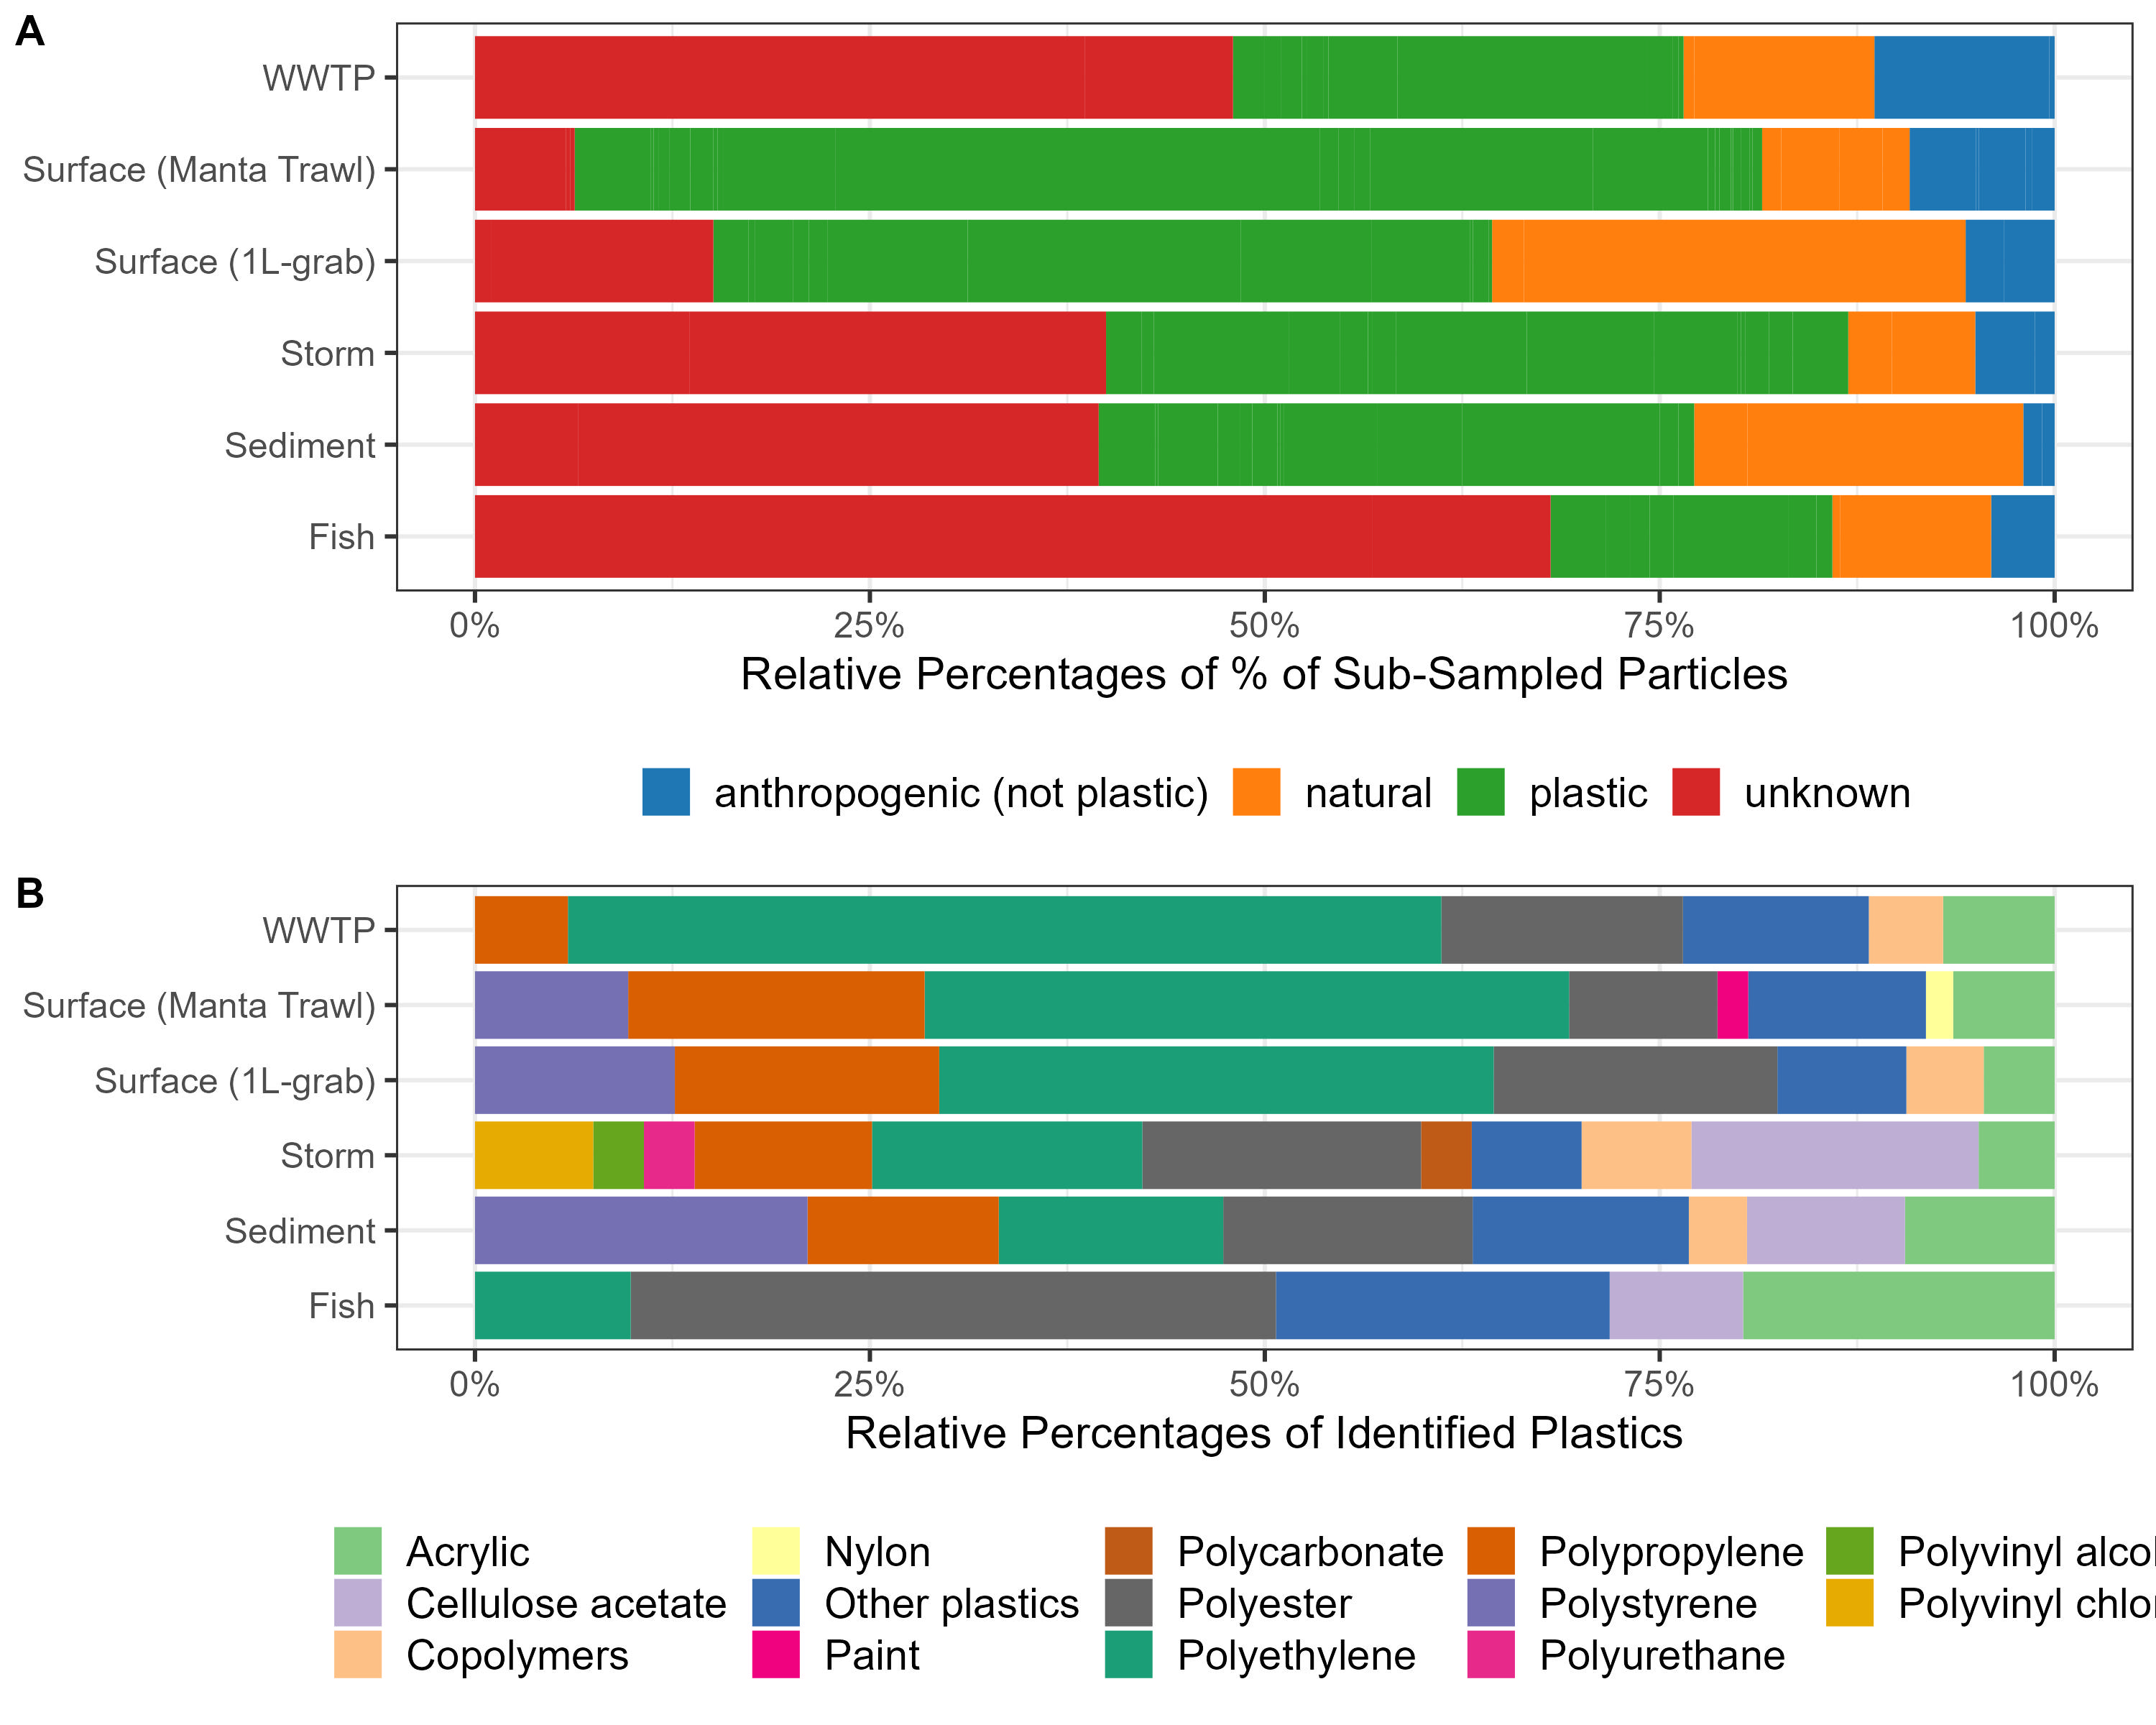 A
WWTP
Surface (Manta Trawl)
Surface (1L-grab)
Storm
Sediment
Fish
0% 25% 50% 75% 100%
Relative Percentages of % of Sub-Sampled Particles
anthropogenic (not plastic) natural plastic unknown
B
WWTP
Surface (Manta Trawl)
Surface (1L-grab)
Storm
Sediment
Fish
0% 25% 50% 75% 100%
Relative Percentages of Identified Plastics
Acrylic Nylon Polycarbonate Polypropylene Polyvinyl
Cellulose acetate Other plastics Polyester Polystyrene Polyvinyl
Copolymers Paint Polyethylene Polyurethane